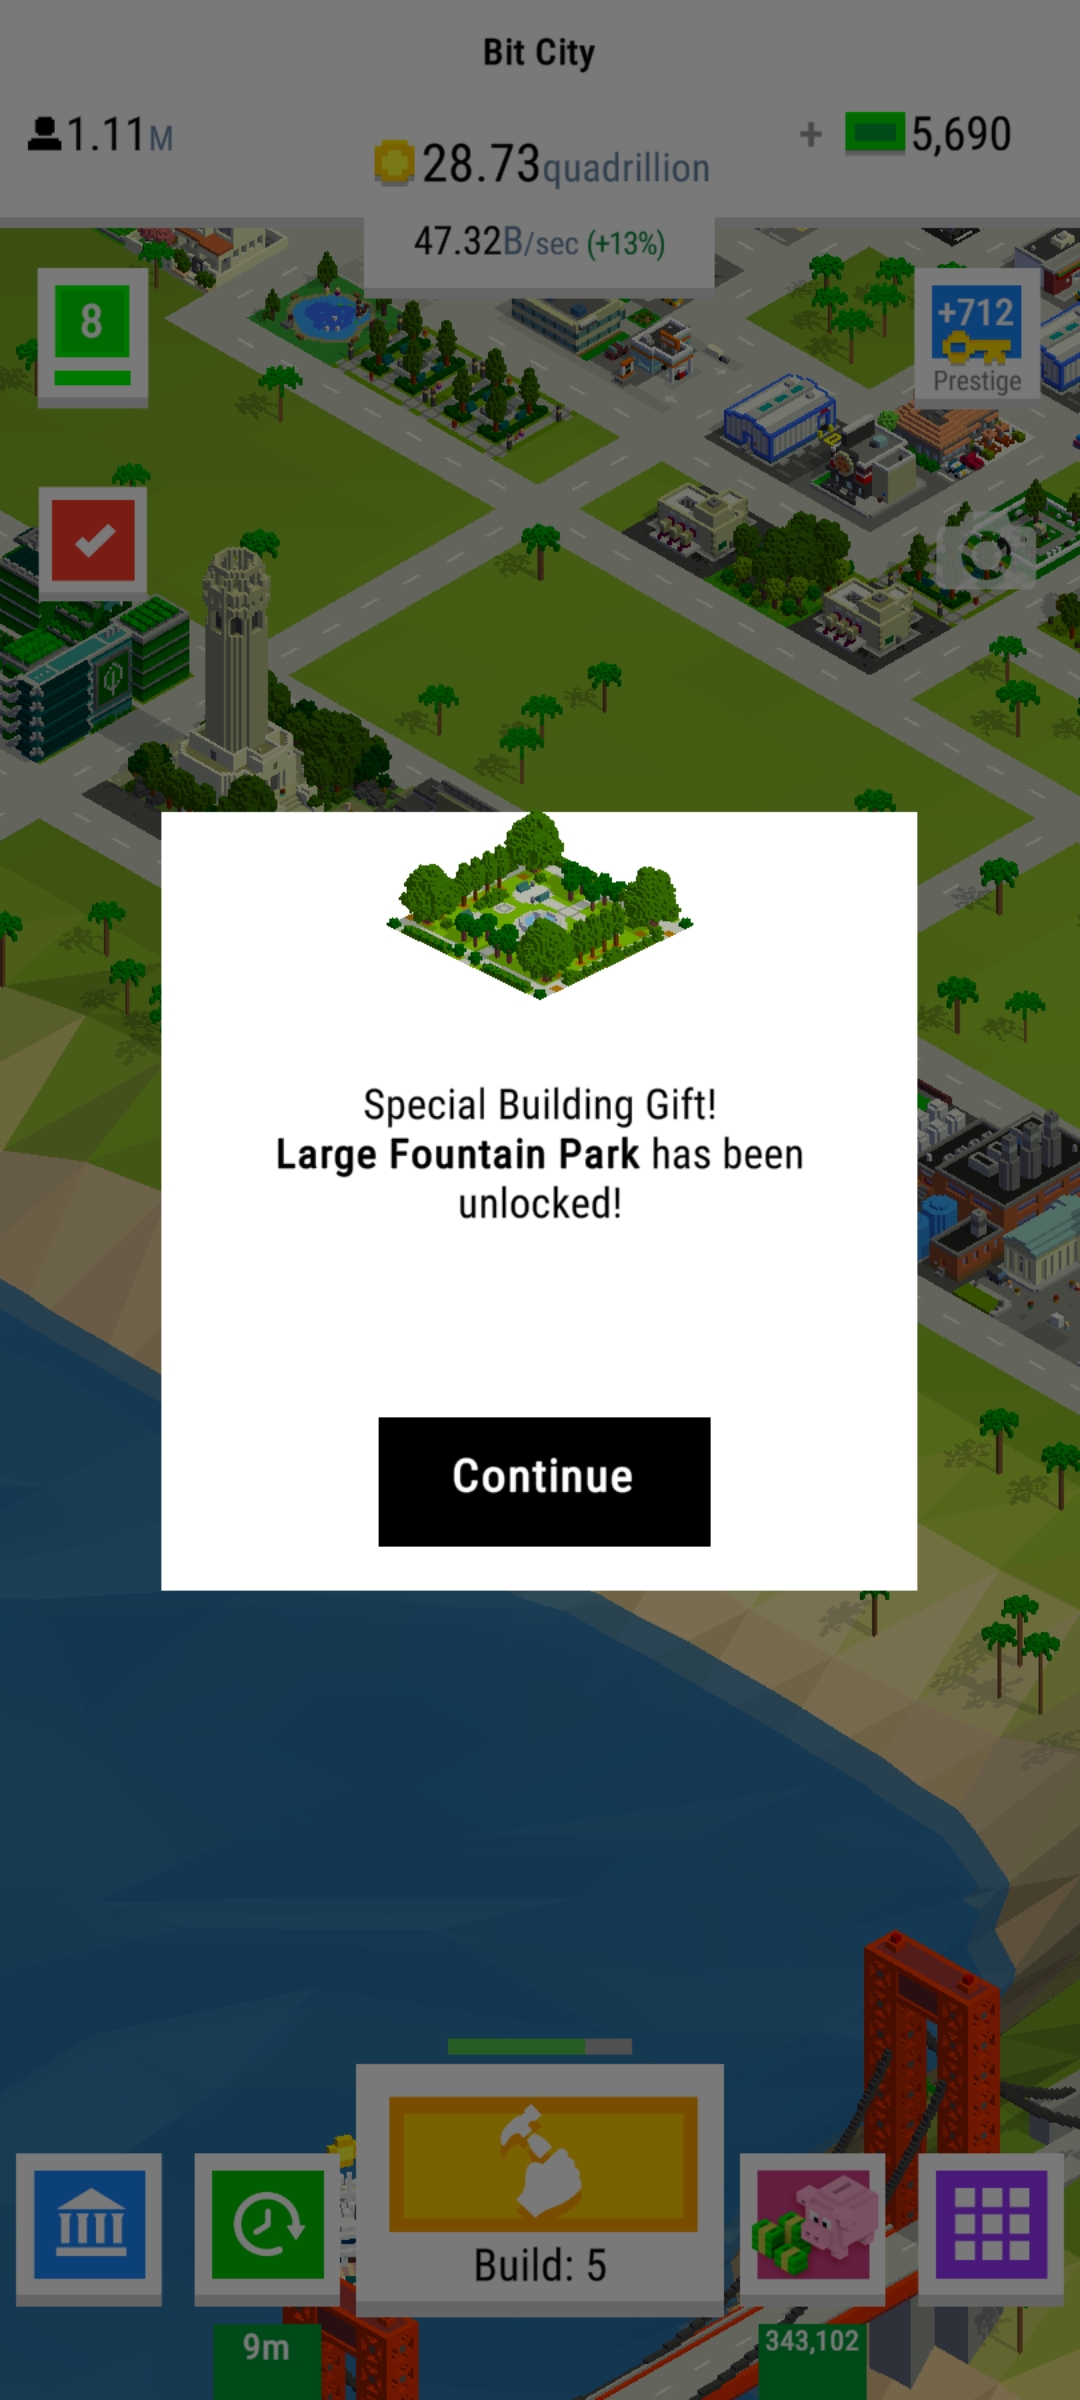 Bit City
1.11M
28.73quadrillion
+ 5,690
47.32B/sec (+13%)
8
+712
Prestige
Special Building Gift!
Large Fountain Park has been
unlocked!
Continue
Build: 5
9m
343,102